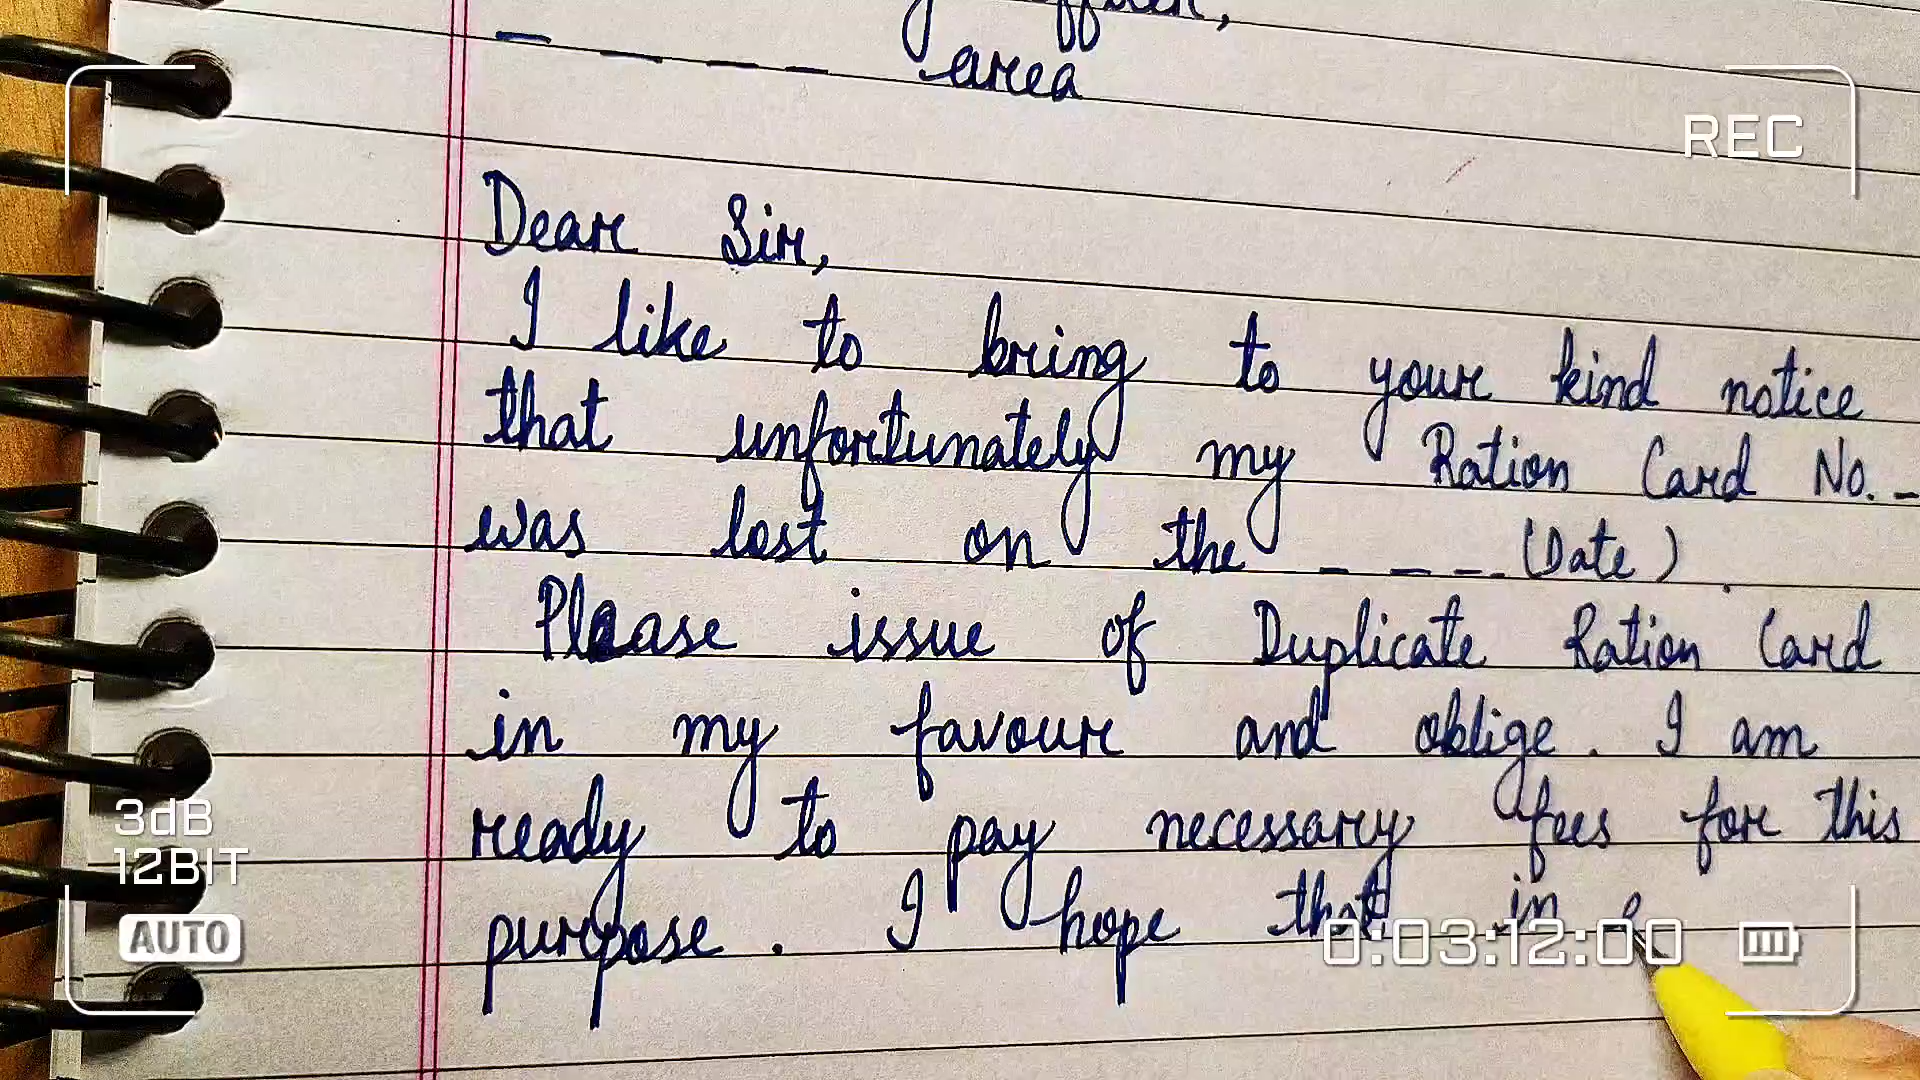 _ _ _ _ area
REC
Dear Sir,
I like to bring to your kind notice
that unfortunately my Ration Card No. _
was lost on the _ _ _ _ (Date).
Please issue of Duplicate Ration Card
in my favour and oblige. I am
ready to pay necessary fees for this
purpose. I hope that in
3dB
12BIT
AUTO
0:03:12:00